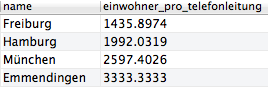 name einwohner_pro_telefonleitung
Freiburg 1435.8974
Hamburg 1992.0319
München 2597.4026
Emmendingen 3333.3333